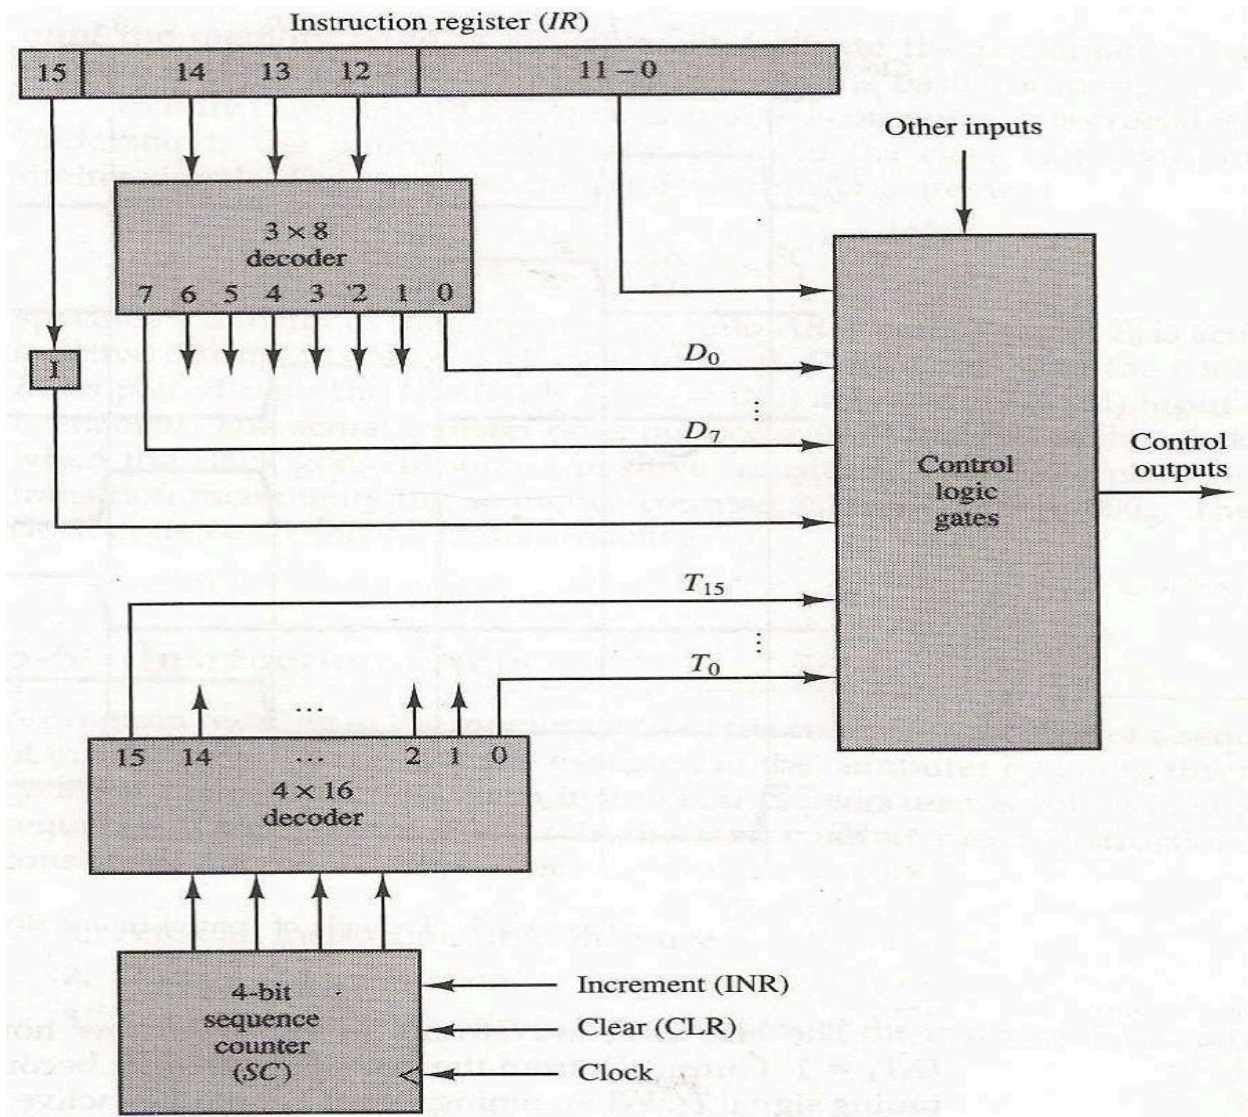 Instruction register (IR)
15 14 13 12 11 – 0
Other inputs
3 × 8
decoder
7 6 5 4 3 2 1 0
I
D0
D7
Control
logic
gates
Control
outputs
T15
T0
15 14 ... 2 1 0
4 × 16
decoder
4-bit
sequence
counter
(SC)
Increment (INR)
Clear (CLR)
Clock